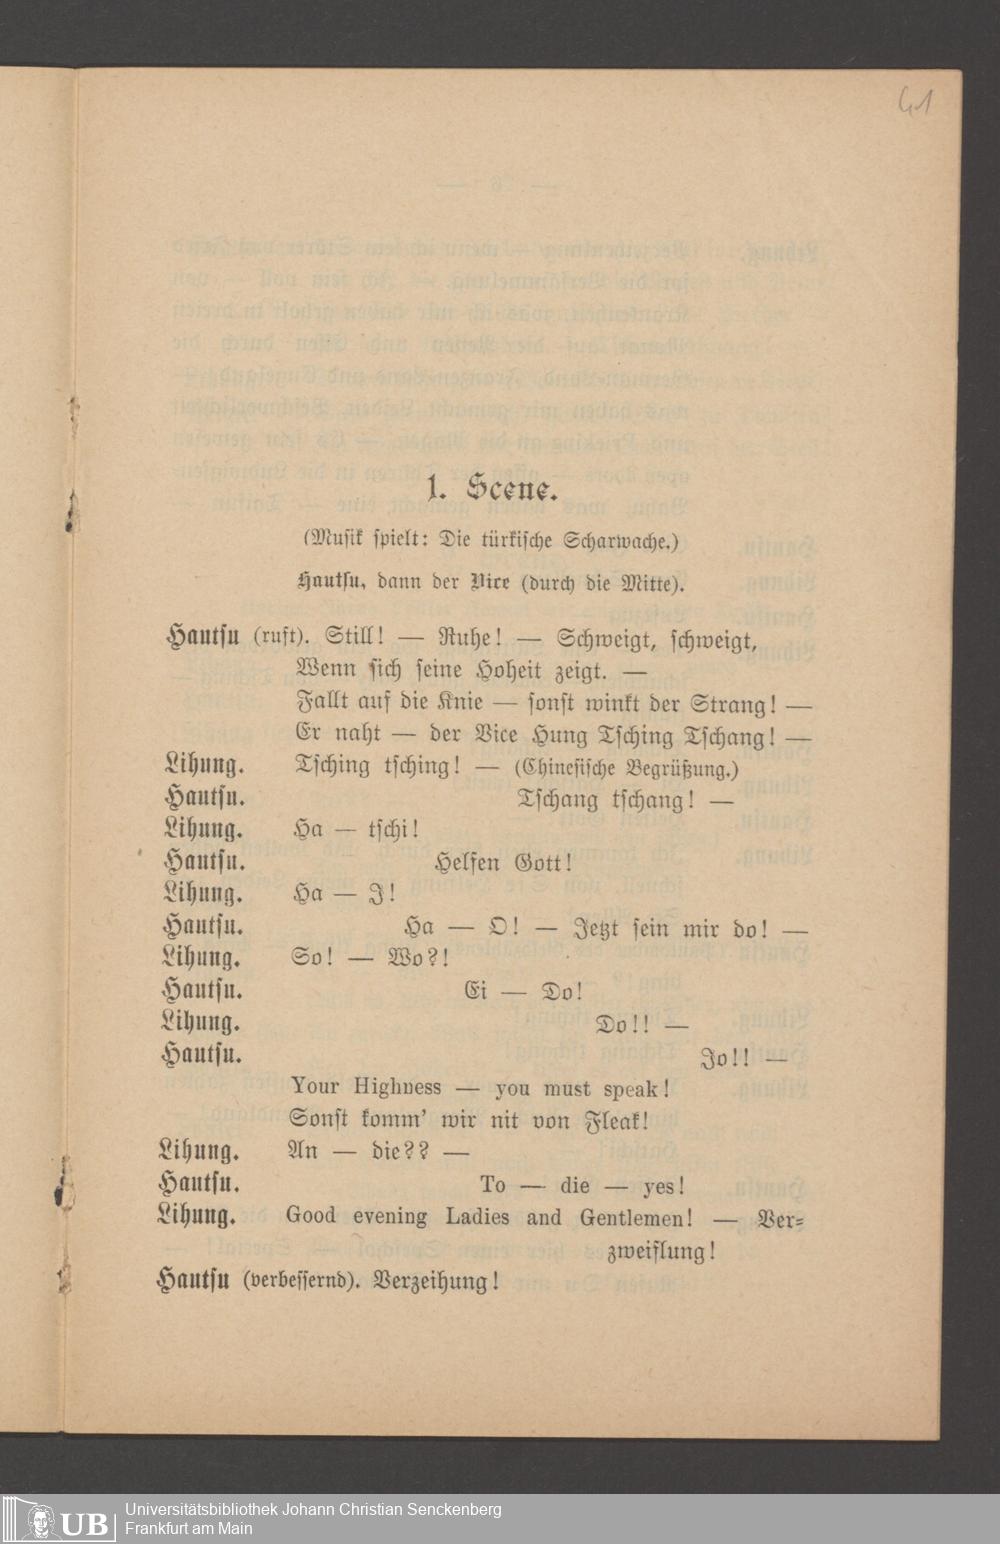 41
1. Scene.
(Musik spielt: Die türkische Scharwache.)
Hautsu, dann der Vice (durch die Mitte).
Hautsu (ruft). Still! — Ruhe! — Schweigt, schweigt,
Wenn sich seine Hoheit zeigt. —
Fallt auf die Knie — sonst winkt der Strang! —
Er naht — der Vice Hung Tsching Tschang! —
Lihung. Tsching tsching! — (Chinesische Begrüßung.)
Hautsu. Tschang tschang! —
Lihung. Ha — tschi!
Hautsu. Helfen Gott!
Lihung. Ha — J!
Hautsu. Ha — O! — Jetzt sein mir do! —
Lihung. So! — Wo?!
Hautsu. Ei — Do!
Lihung. Do!! —
Hautsu. Jo!! —
Your Highness — you must speak!
Sonst komm' wir nit von Fleak!
Lihung. An — die?? —
Hautsu. To — die — yes!
Lihung. Good evening Ladies and Gentlemen! — Ver-
zweiflung!
Hautsu (verbessernd). Verzeihung!
UB Universitätsbibliothek Johann Christian Senckenberg
Frankfurt am Main